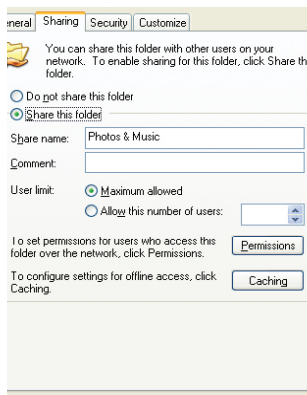 eneral Sharing Security Customize
You can share this folder with other users on your
network. To enable sharing for this folder, click Share th
folder.
Do not share this folder
Share this folder
Share name: Photos & Music
Comment:
User limit: Maximum allowed
Allow this number of users:
To set permissions for users who access this
folder over the network, click Permissions.
Permissions
To configure settings for offline access, click
Caching.
Caching